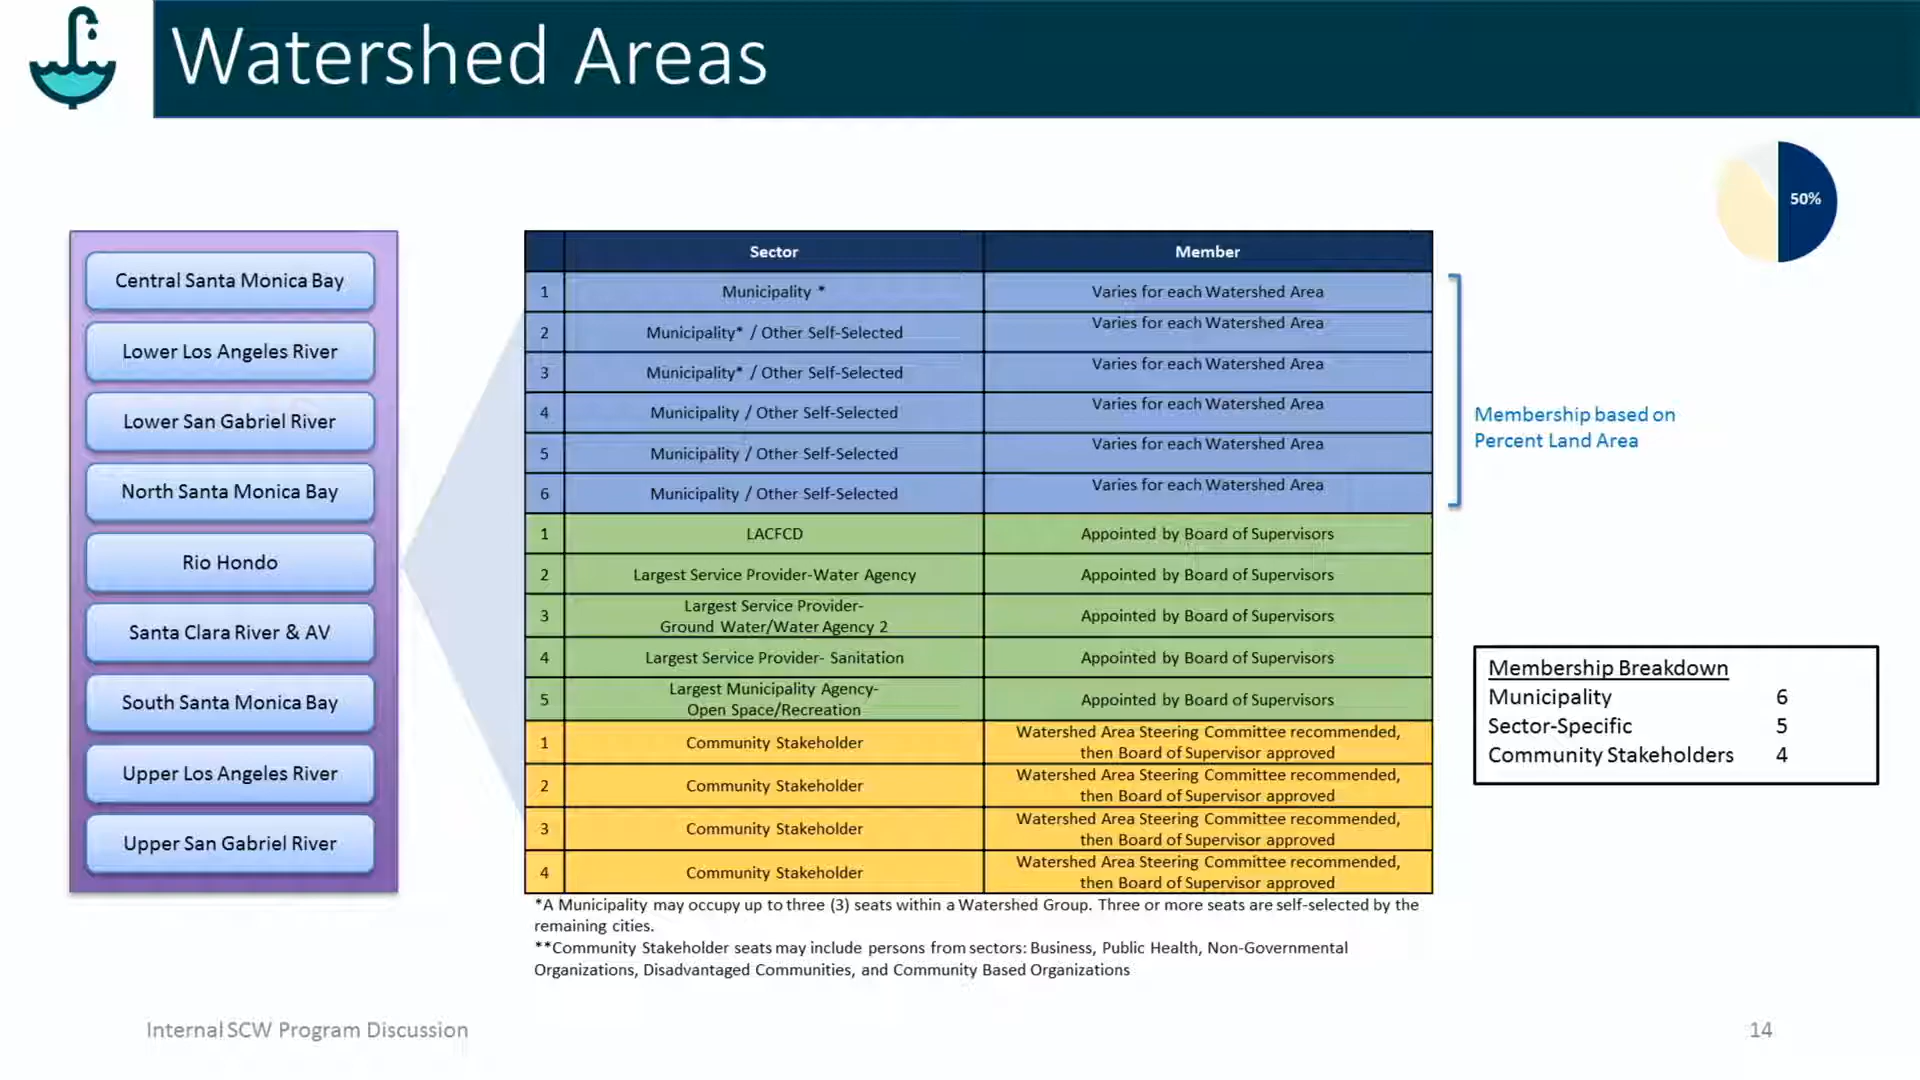 Watershed Areas
50%
Central Santa Monica Bay
Lower Los Angeles River
Lower San Gabriel River
North Santa Monica Bay
Rio Hondo
Santa Clara River & AV
South Santa Monica Bay
Upper Los Angeles River
Upper San Gabriel River
Sector Member
1 Municipality * Varies for each Watershed Area
2 Municipality* / Other Self-Selected Varies for each Watershed Area
3 Municipality* / Other Self-Selected Varies for each Watershed Area
4 Municipality / Other Self-Selected Varies for each Watershed Area
5 Municipality / Other Self-Selected Varies for each Watershed Area
6 Municipality / Other Self-Selected Varies for each Watershed Area
1 LACFCD Appointed by Board of Supervisors
2 Largest Service Provider-Water Agency Appointed by Board of Supervisors
3 Largest Service Provider-
Ground Water/Water Agency 2 Appointed by Board of Supervisors
4 Largest Service Provider- Sanitation Appointed by Board of Supervisors
5 Largest Municipality Agency-
Open Space/Recreation Appointed by Board of Supervisors
1 Community Stakeholder Watershed Area Steering Committee recommended,
then Board of Supervisor approved
2 Community Stakeholder Watershed Area Steering Committee recommended,
then Board of Supervisor approved
3 Community Stakeholder Watershed Area Steering Committee recommended,
then Board of Supervisor approved
4 Community Stakeholder Watershed Area Steering Committee recommended,
then Board of Supervisor approved
*A Municipality may occupy up to three (3) seats within a Watershed Group. Three or more seats are self-selected by the
remaining cities.
**Community Stakeholder seats may include persons from sectors: Business, Public Health, Non-Governmental
Organizations, Disadvantaged Communities, and Community Based Organizations
Membership based on
Percent Land Area
Membership Breakdown
Municipality 6
Sector-Specific 5
Community Stakeholders 4
Internal SCW Program Discussion
14